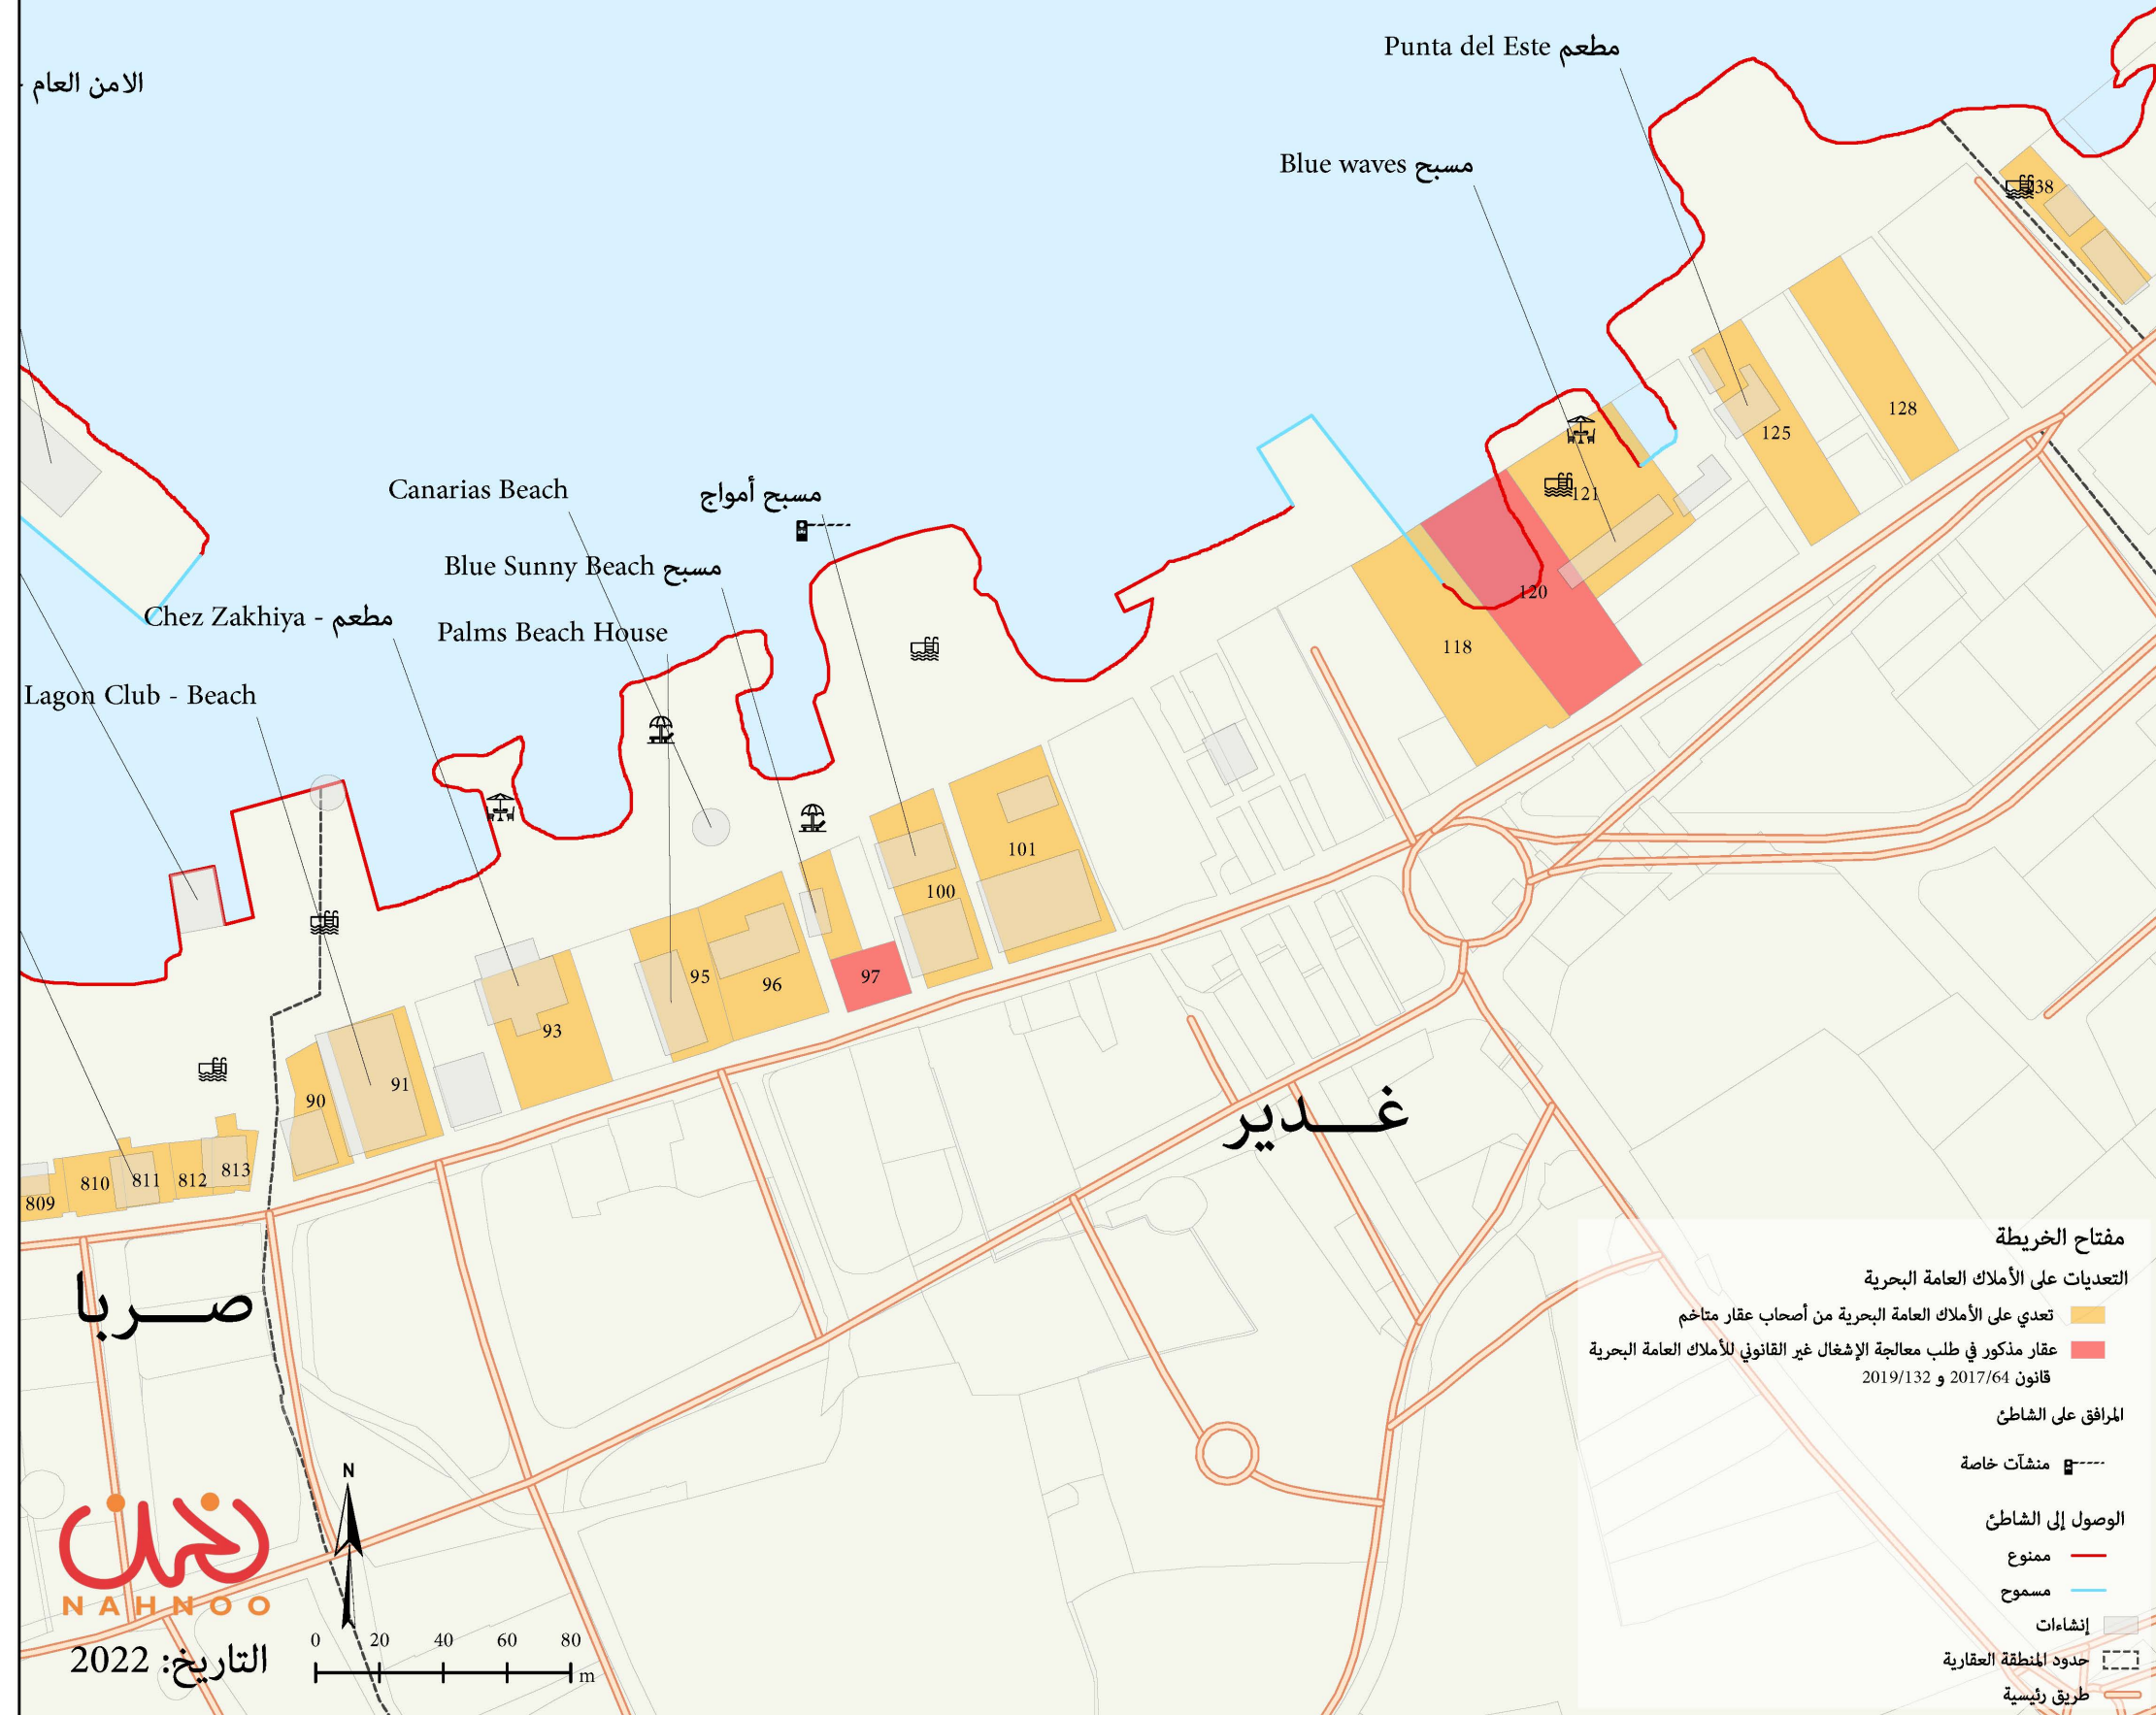 Punta del Este مطعم
الامن العام -
Blue waves مسبح
138
128
125
Canarias Beach
مسبح أمواج
121
Blue Sunny Beach مسبح
120
Chez Zakhiya - مطعم
Palms Beach House
118
Lagon Club - Beach
101
100
95
96
97
93
91
90
813
812
811
810
809
غـــدير
صـــربا
مفتاح الخريطة
التعديات على الأملاك العامة البحرية
تعدي على الأملاك العامة البحرية من أصحاب عقار متاخم
عقار مذكور في طلب معالجة الإشغال غير القانوني للأملاك العامة البحرية
قانون 2017/64 و 2019/132
المرافق على الشاطئ
منشآت خاصة
الوصول إلى الشاطئ
ممنوع
مسموح
إنشاءات
حدود المنطقة العقارية
طريق رئيسية
N
نحن
NAHNOO
التاريخ: 2022
0 20 40 60 80 m